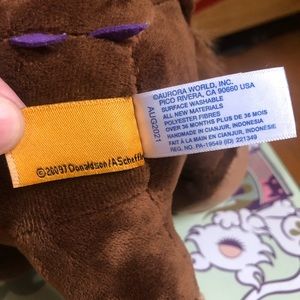 ©AURORA WORLD, INC.
PICO RIVERA, CA 90660 USA
SURFACE WASHABLE
ALL NEW MATERIALS
POLYESTER FIBRES
OVER 36 MONTHS PLUS DE 36 MOIS
HANDMADE IN CIANJUR, INDONESIA
FAIT À LA MAIN EN CIANJUR, INDONESIE
REG. NO. PA-19549 (ID) 221349
AUG2021
Donaldson/AScheffle